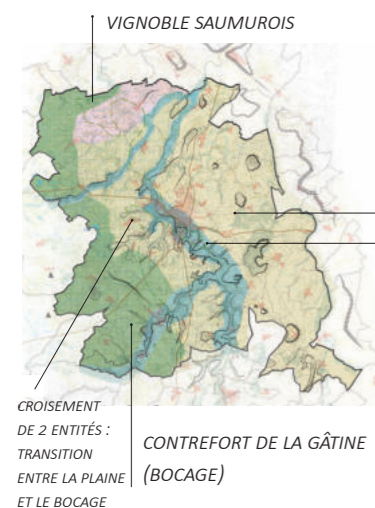 VIGNOBLE SAUMUROIS
CROISEMENT
DE 2 ENTITÉS :
TRANSITION
ENTRE LA PLAINE
ET LE BOCAGE
CONTREFORT DE LA GÂTINE
(BOCAGE)